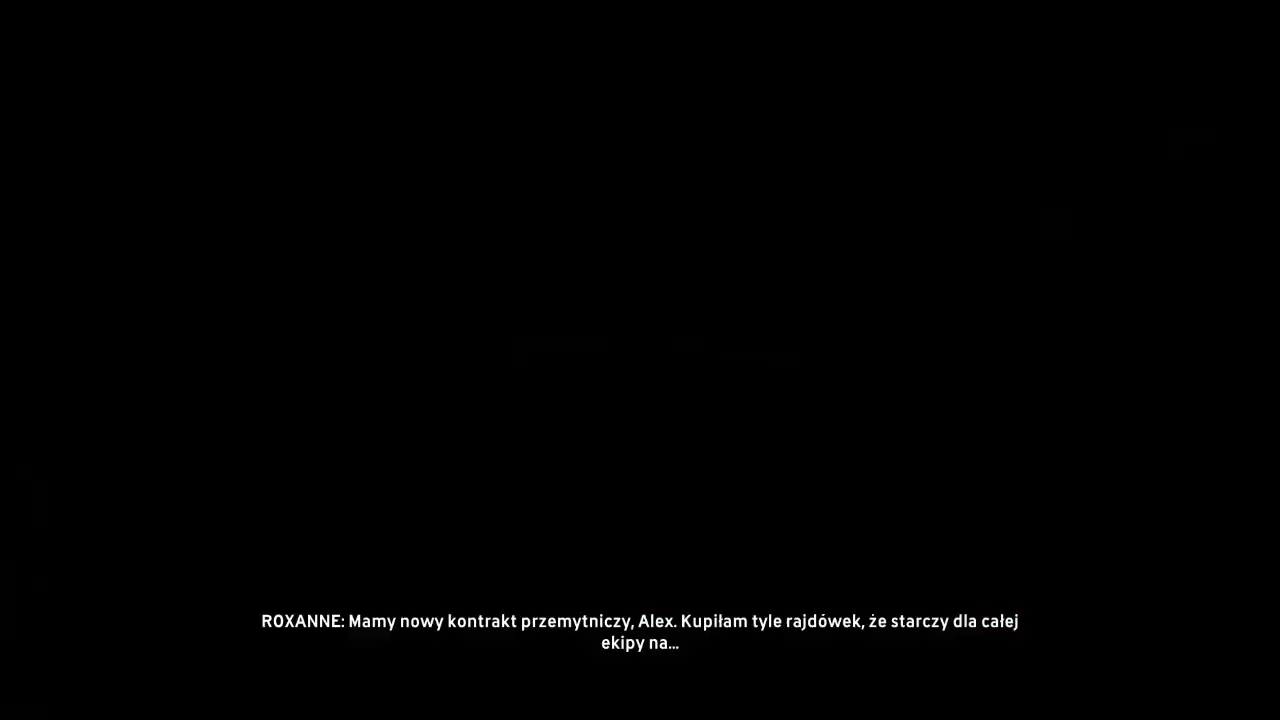 ROXANNE: Mamy nowy kontrakt przemytniczy, Alex. Kupiłam tyle rajdówek, że starczy dla całej
ekipy na...